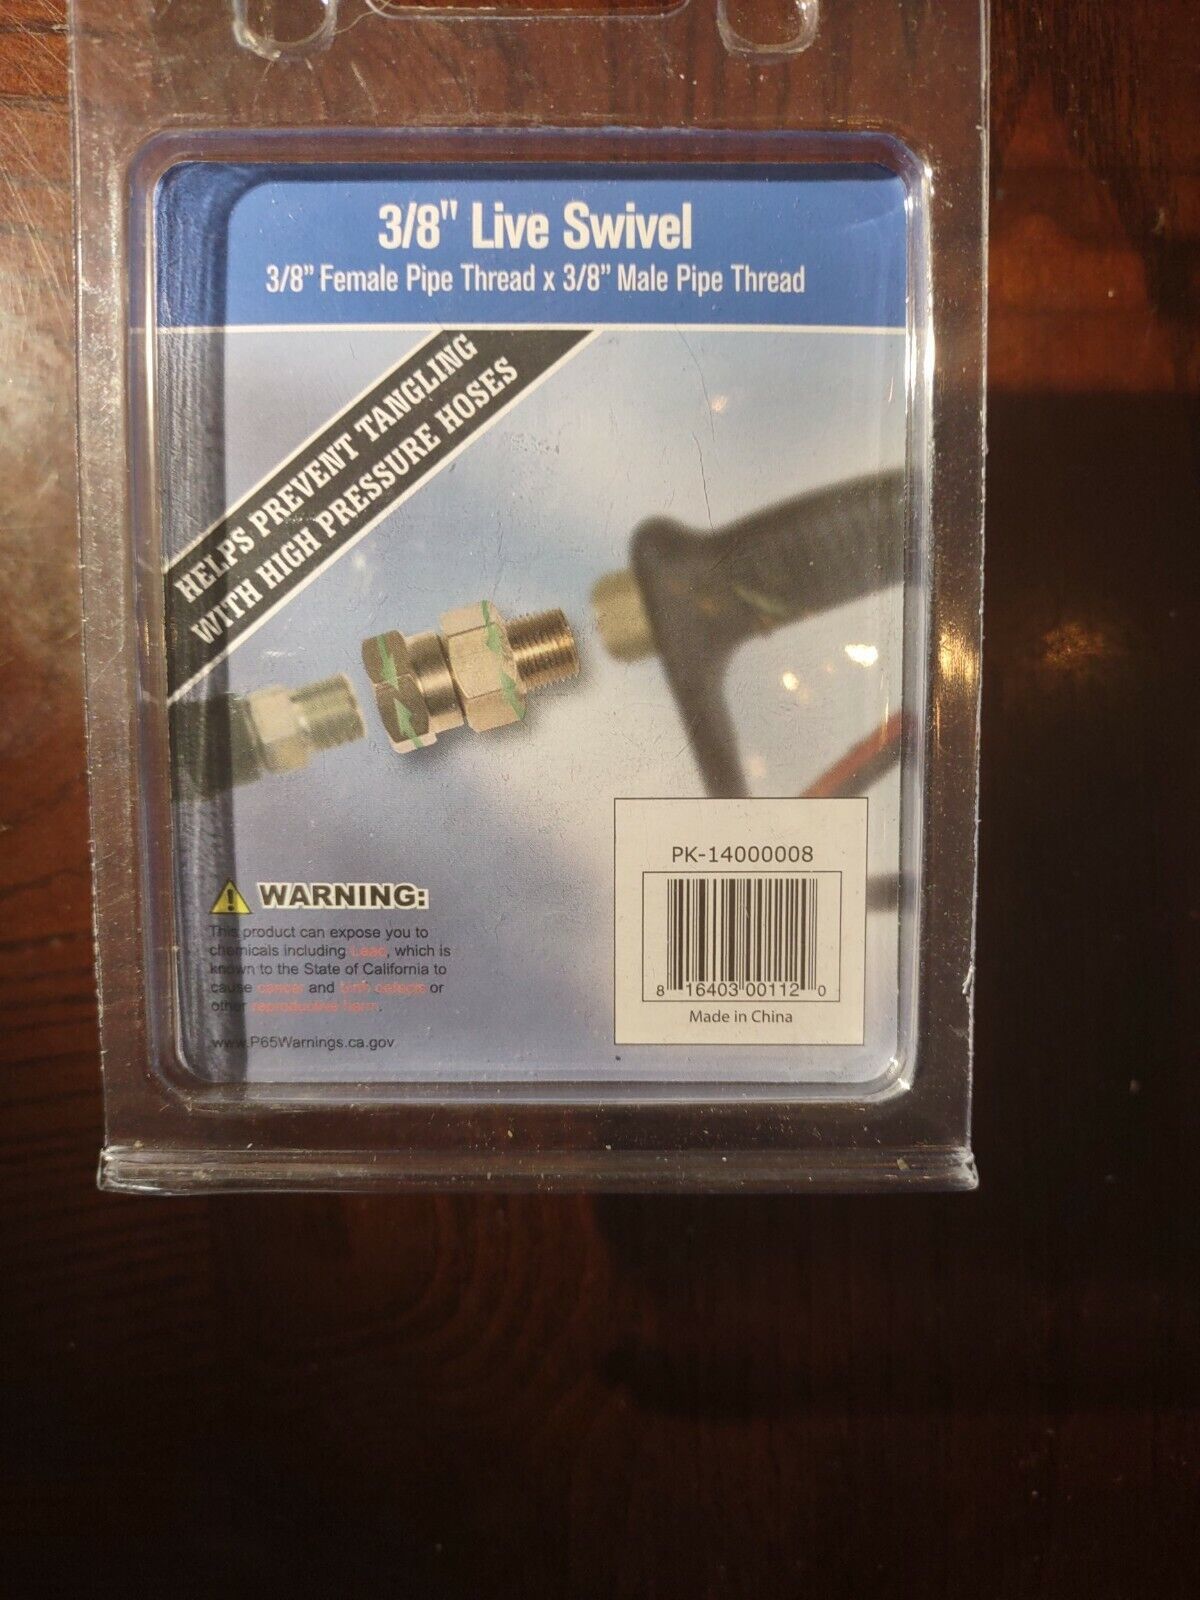 3/8" Live Swivel
3/8” Female Pipe Thread x 3/8” Male Pipe Thread
HELPS PREVENT TANGLING
WITH HIGH PRESSURE HOSES
WARNING:
This product can expose you to
chemicals including Lead, which is
known to the State of California to
cause cancer and birth defects or
other reproductive harm.
www.P65Warnings.ca.gov
PK-14000008
8 16403 00112 0
Made in China